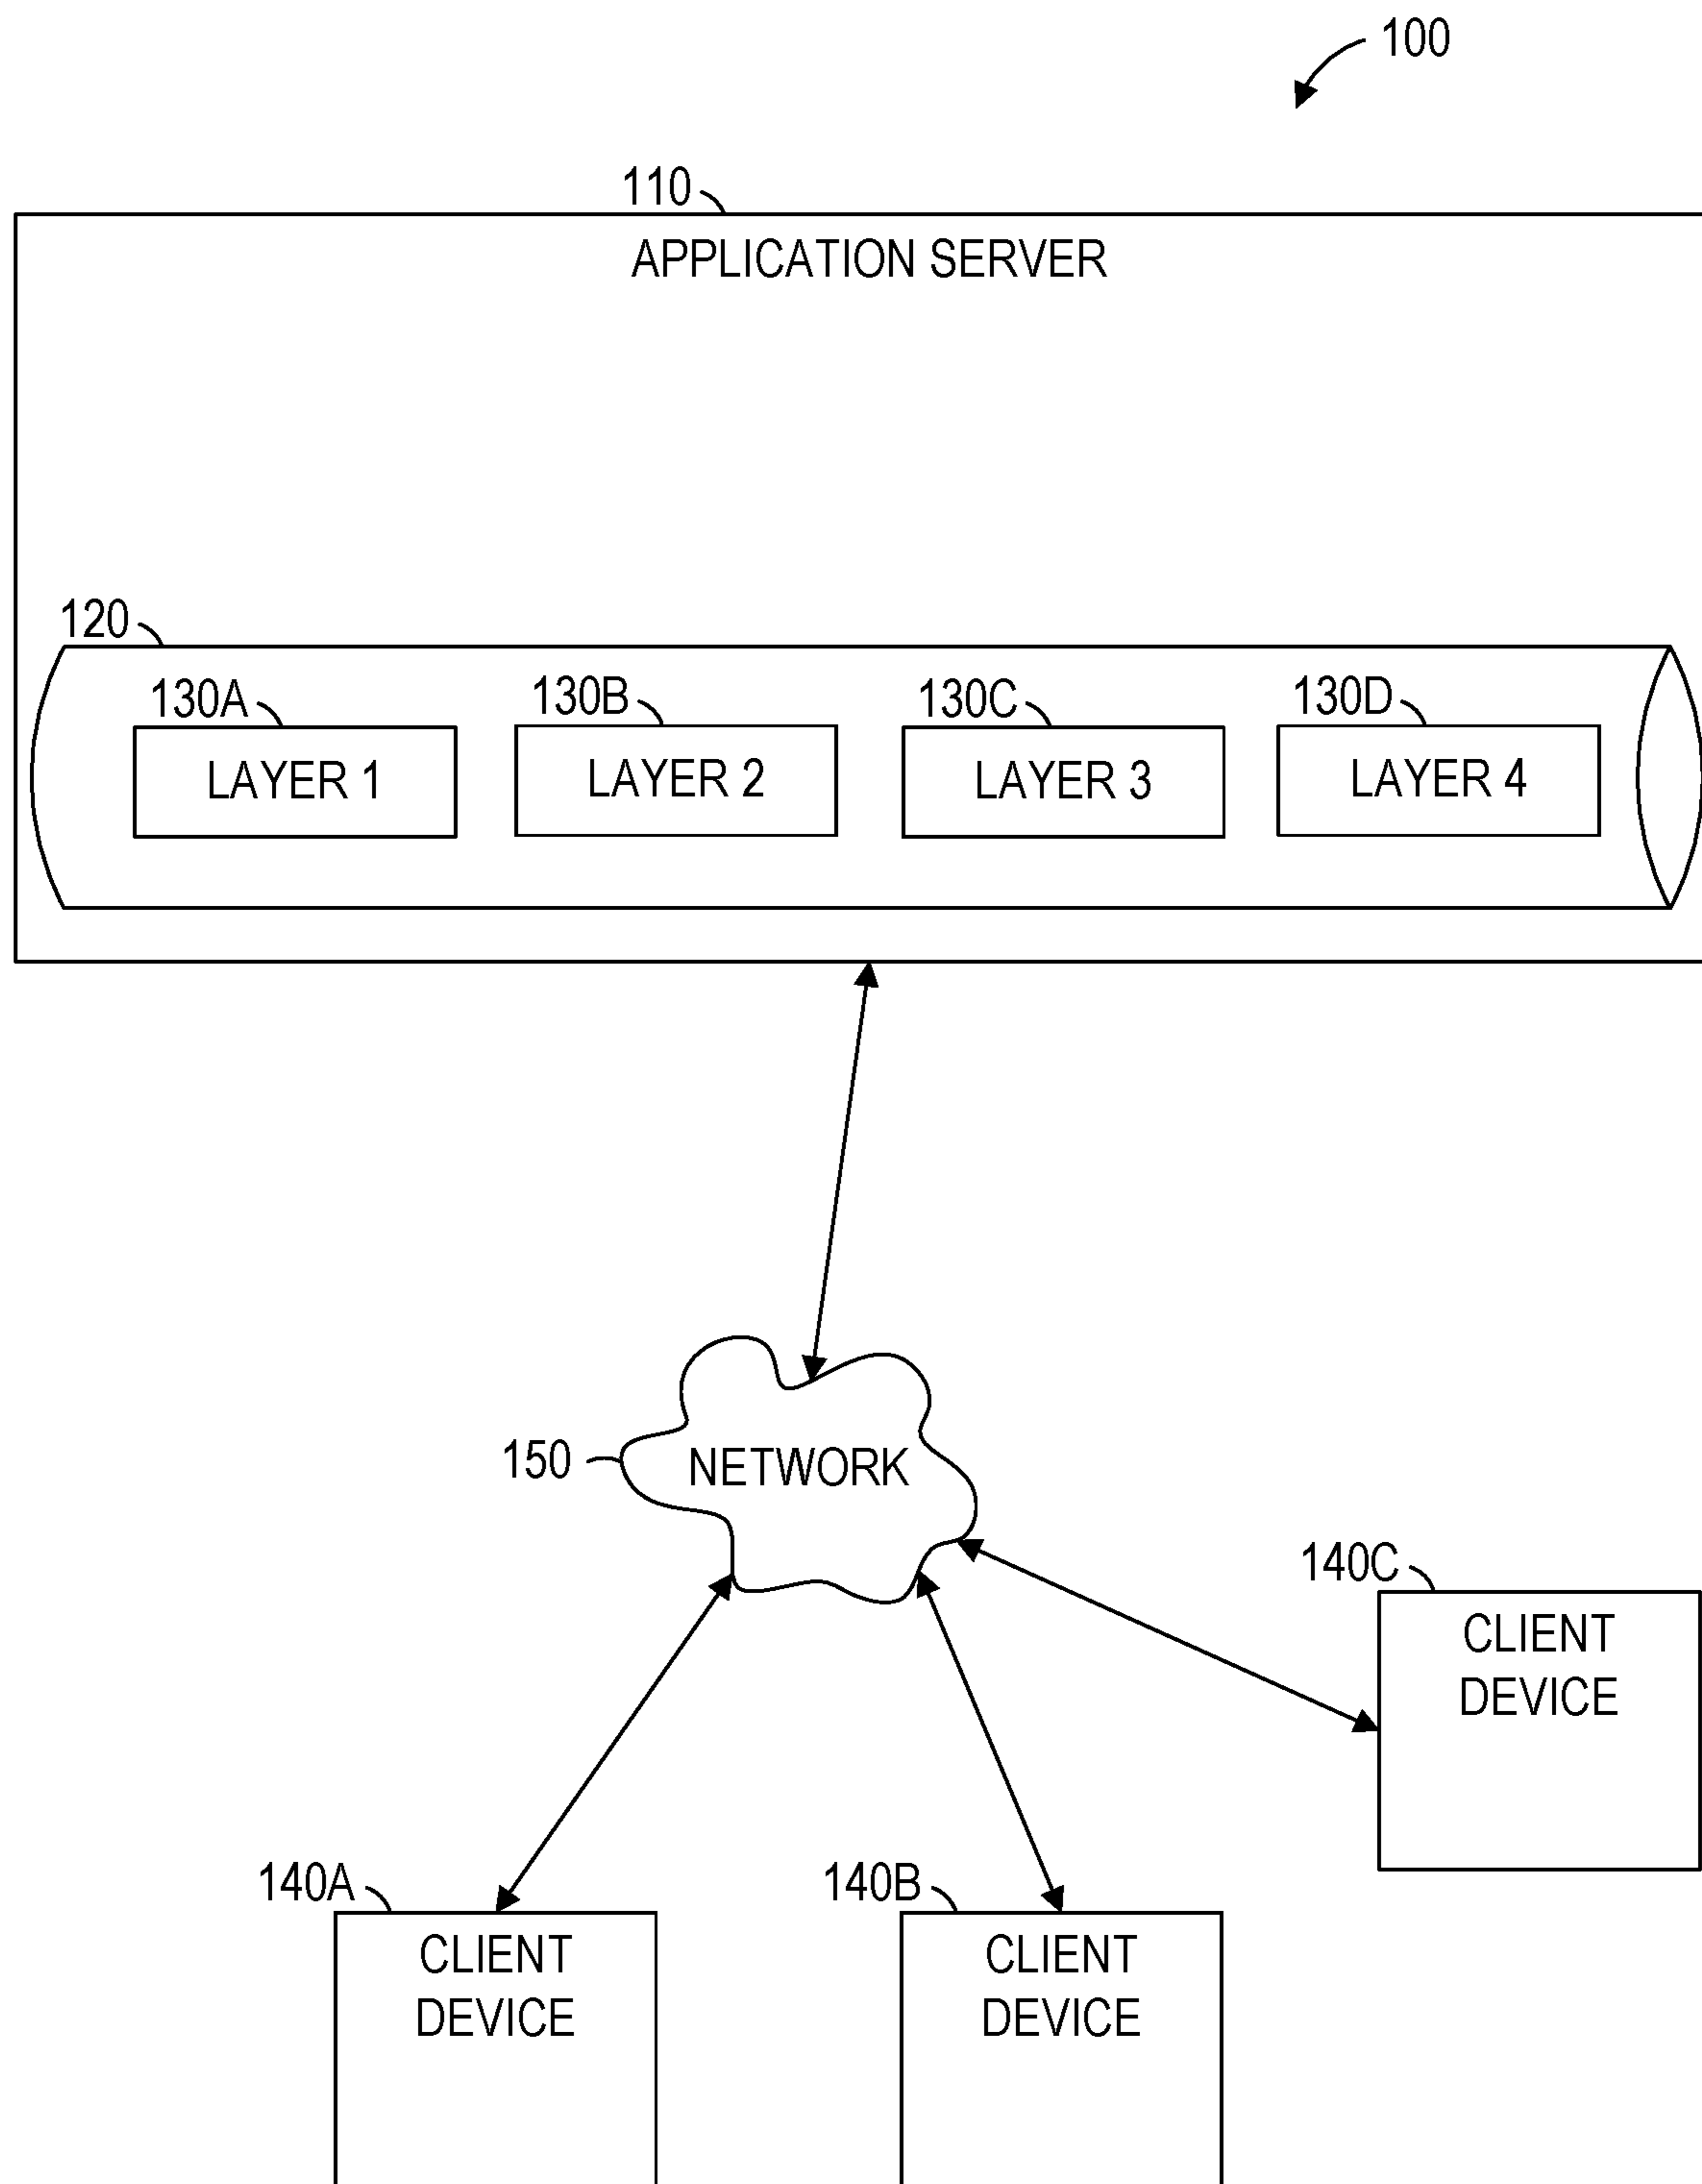 100
110
APPLICATION SERVER
120
130A
130B
130C
130D
LAYER 1
LAYER 2
LAYER 3
LAYER 4
150
NETWORK
140C
CLIENT
DEVICE
140A
140B
CLIENT
DEVICE
CLIENT
DEVICE